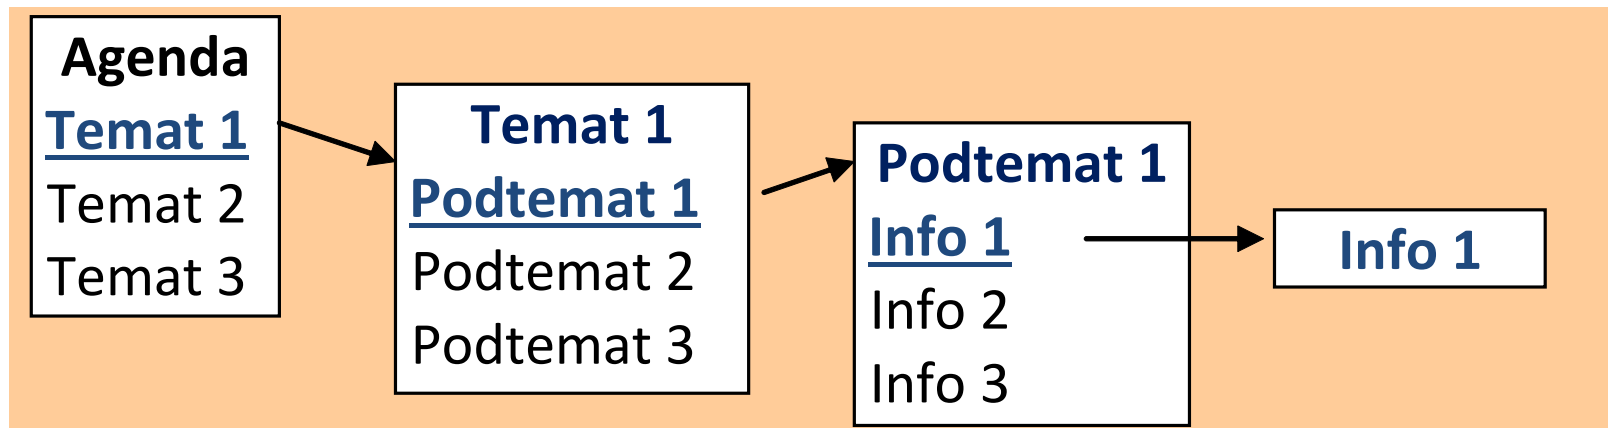 Agenda
Temat 1
Temat 2
Temat 3
Temat 1
Podtemat 1
Podtemat 2
Podtemat 3
Podtemat 1
Info 1
Info 2
Info 3
Info 1